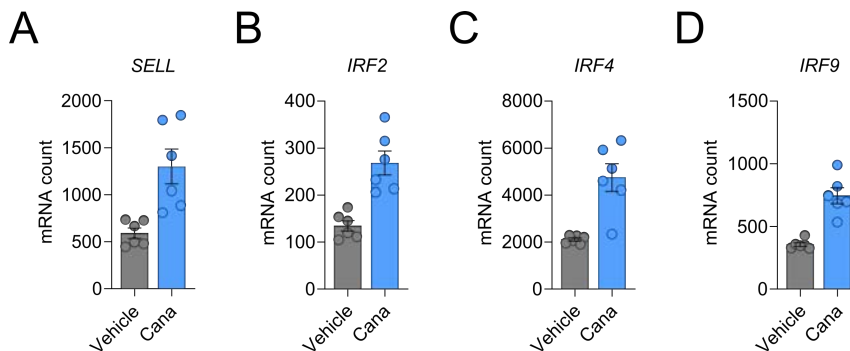 A
B
C
D
SELL
IRF2
IRF4
IRF9
mRNA count
2000
1500
1000
500
0
Vehicle
Cana
mRNA count
400
300
200
100
0
Vehicle
Cana
mRNA count
8000
6000
4000
2000
0
Vehicle
Cana
mRNA count
1500
1000
500
0
Vehicle
Cana